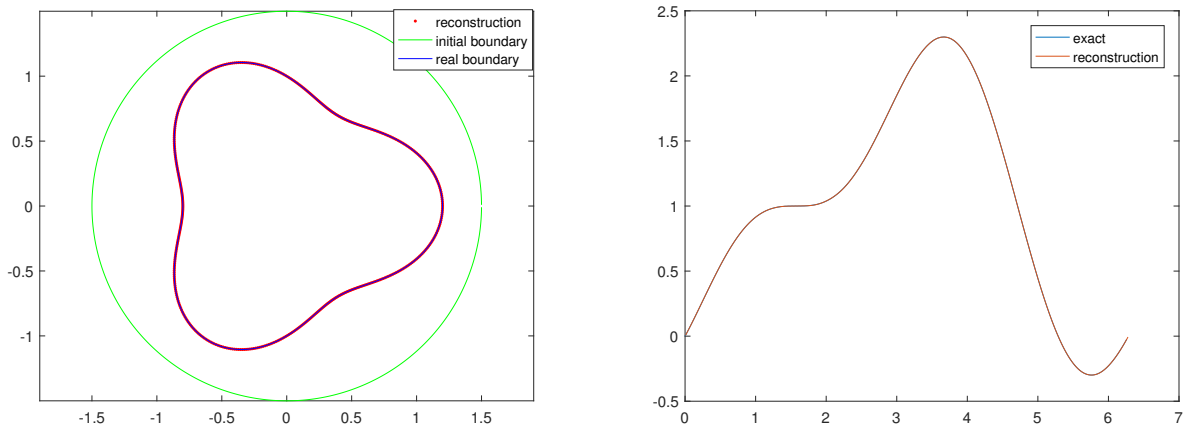 reconstruction
initial boundary
real boundary
1
0.5
0
-0.5
-1
-1.5 -1 -0.5 0 0.5 1 1.5
exact
reconstruction
2.5
2
1.5
1
0.5
0
-0.5
0 1 2 3 4 5 6 7